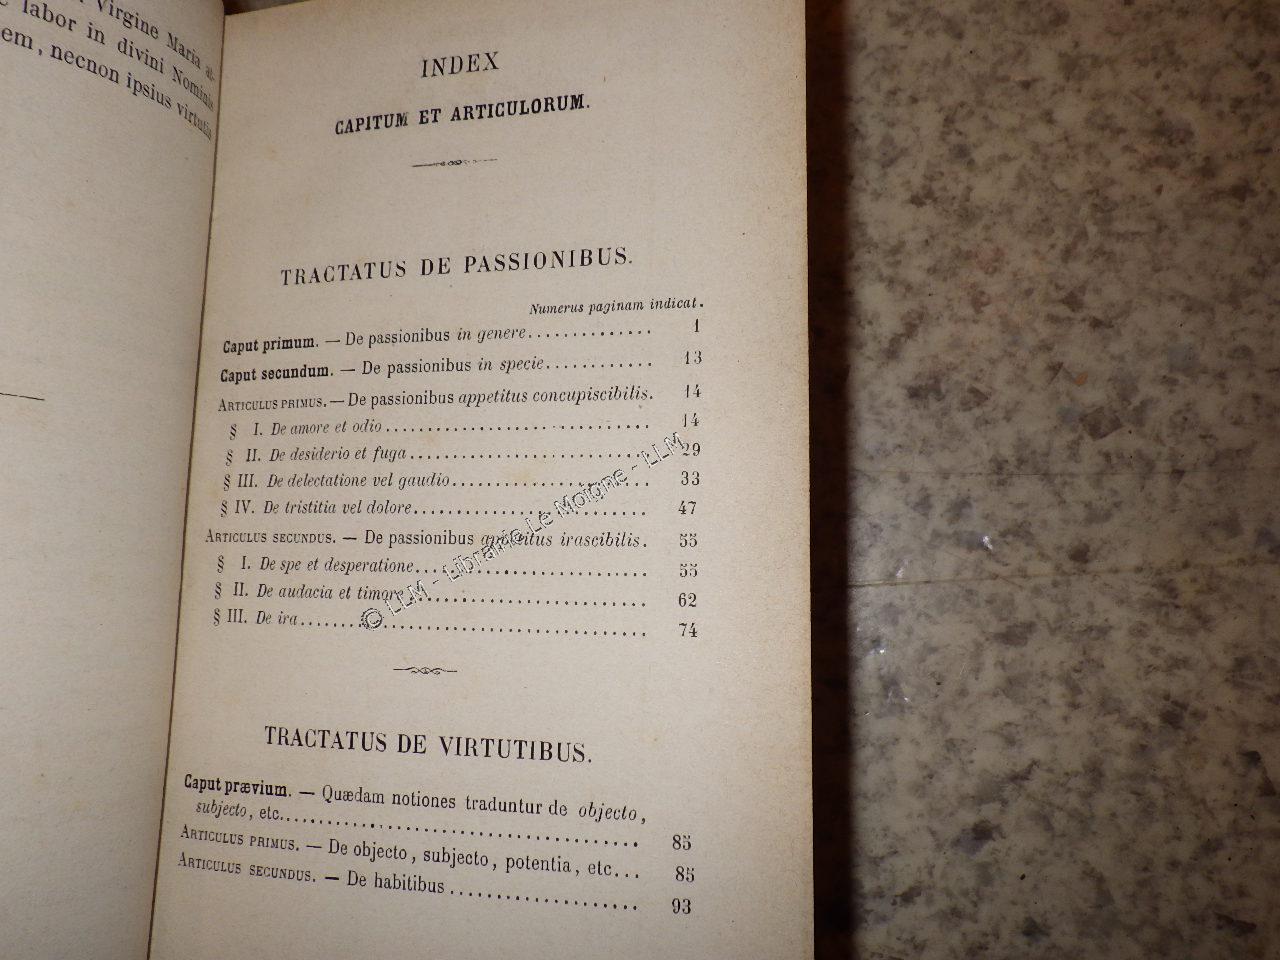 Virgine Maria at-
labor in divini Nominis
em, necnon ipsius virtutis
INDEX
CAPITUM ET ARTICULORUM.
TRACTATUS DE PASSIONIBUS.
Numerus paginam indicat.
Caput primum. — De passionibus in genere.............. 1
Caput secundum. — De passionibus in specie............ 13
ARTICULUS PRIMUS. — De passionibus appetitus concupiscibilis. 14
§ I. De amore et odio.............................. 14
§ II. De desiderio et fuga........................... 29
§ III. De delectatione vel gaudio....................... 33
§ IV. De tristitia vel dolore........................... 47
ARTICULUS SECUNDUS. — De passionibus appetitus irascibilis. 55
§ I. De spe et desperatione........................... 55
§ II. De audacia et timore........................... 62
§ III. De ira....................................... 74
© LLM - Librairie Le Moigne - LLM
TRACTATUS DE VIRTUTIBUS.
Caput prævium. — Quædam notiones traduntur de objecto,
subjecto, etc....................................... 85
ARTICULUS PRIMUS. — De objecto, subjecto, potentia, etc... 85
ARTICULUS SECUNDUS. — De habitibus.................... 93